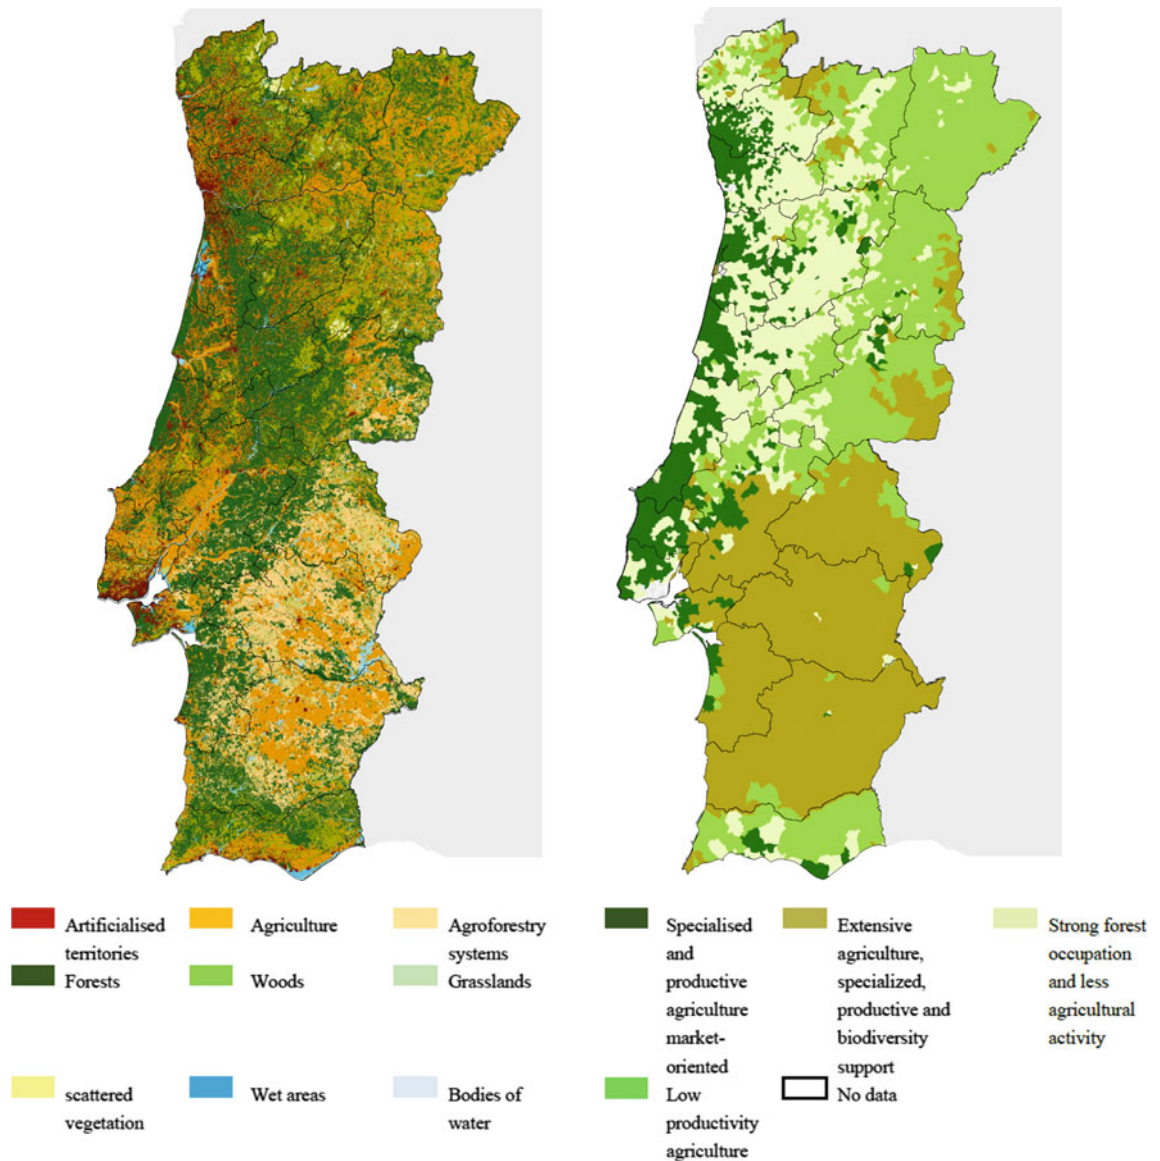 Artificialised
territories
Agriculture
Agroforestry
systems
Forests
Woods
Grasslands
scattered
vegetation
Wet areas
Bodies of
water
Specialised
and
productive
agriculture
market-
oriented
Extensive
agriculture,
specialized,
productive and
biodiversity
support
Strong forest
occupation
and less
agricultural
activity
Low
productivity
agriculture
No data